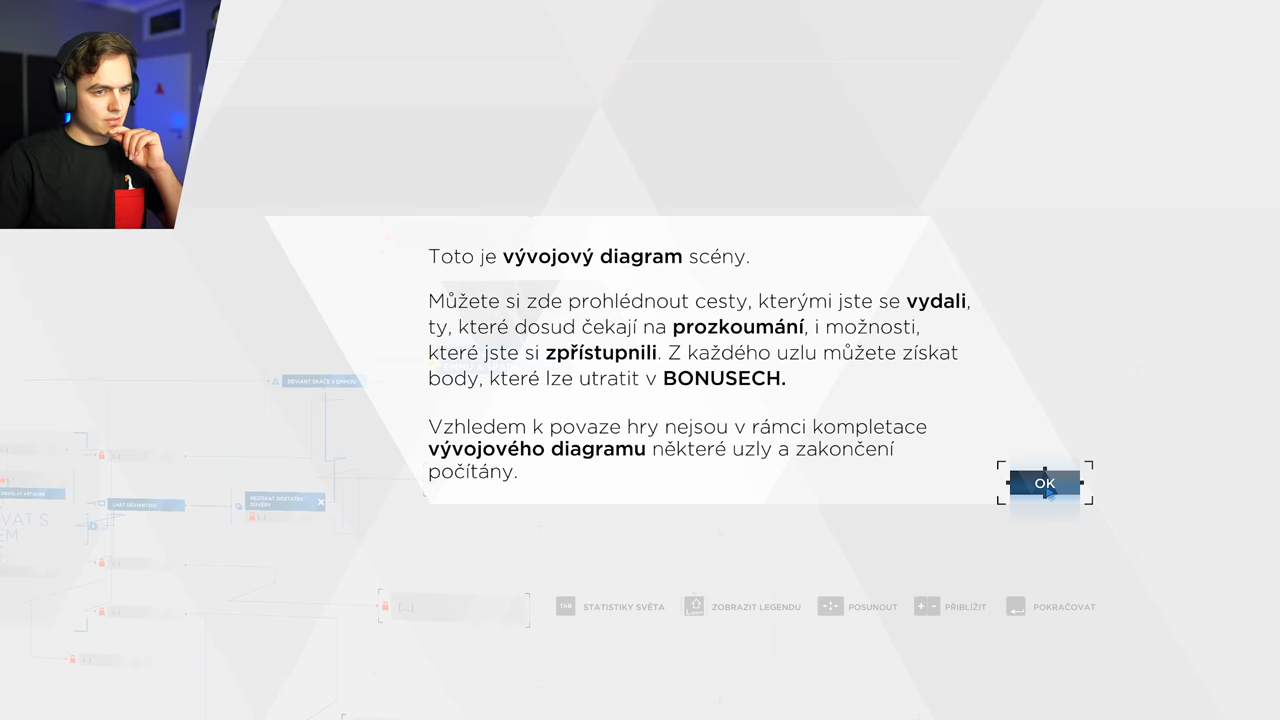 Toto je vývojový diagram scény.
Můžete si zde prohlédnout cesty, kterými jste se vydali,
ty, které dosud čekají na prozkoumání, i možnosti,
které jste si zpřístupnili. Z každého uzlu můžete získat
body, které lze utratit v BONUSECH.
Vzhledem k povaze hry nejsou v rámci kompletace
vývojového diagramu některé uzly a zakončení
počítány.
OK
DEVIANT SKÁČE S EMMOU
LHÁT DEVIANTOVI
NEZÍSKAT DOSTATEK
DŮVĚRY
TAB STATISTIKY SVĚTA
ZOBRAZIT LEGENDU
POSUNOUT
+ - PŘIBLÍŽIT
POKRAČOVAT